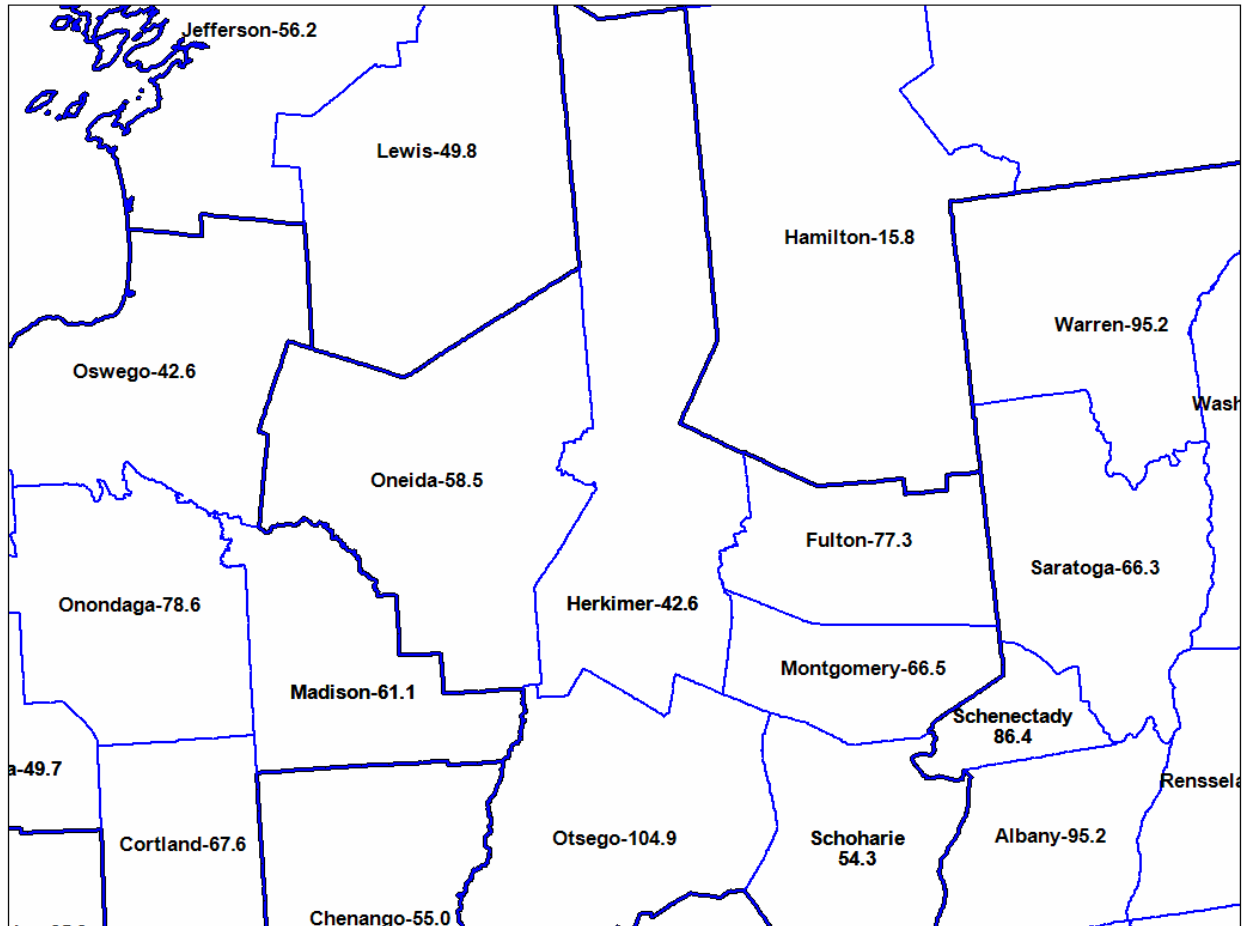 Jefferson-56.2
Lewis-49.8
Hamilton-15.8
Warren-95.2
Oswego-42.6
Wash
Oneida-58.5
Fulton-77.3
Saratoga-66.3
Onondaga-78.6
Herkimer-42.6
Montgomery-66.5
Madison-61.1
Schenectady
86.4
a-49.7
Renssela
Cortland-67.6
Otsego-104.9
Schoharie
54.3
Albany-95.2
Chenango-55.0